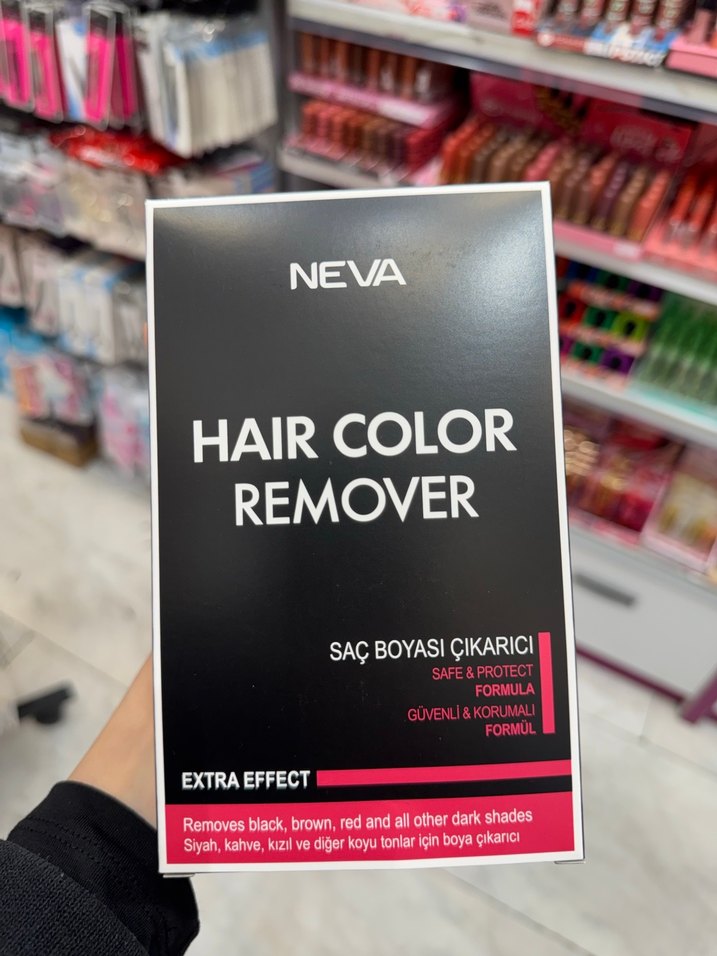 NEVA
HAIR COLOR
REMOVER
SAÇ BOYASI ÇIKARICI
SAFE & PROTECT
FORMULA
GÜVENLİ & KORUMALI
FORMÜL
EXTRA EFFECT
Removes black, brown, red and all other dark shades
Siyah, kahve, kızıl ve diğer koyu tonlar için boya çıkarıcı